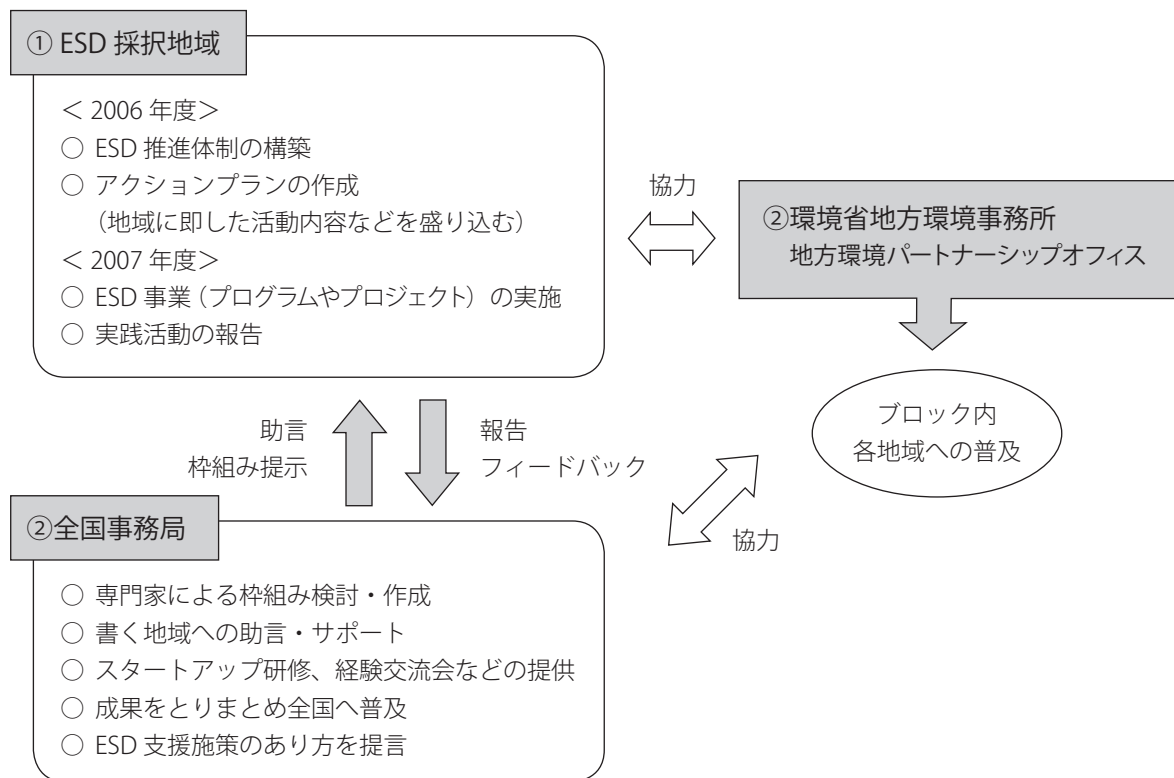 ① ESD 採択地域
＜ 2006 年度＞
○ ESD 推進体制の構築
○ アクションプランの作成
（地域に即した活動内容などを盛り込む）
＜ 2007 年度＞
○ ESD 事業（プログラムやプロジェクト）の実施
○ 実践活動の報告
協力
②環境省地方環境事務所
地方環境パートナーシップオフィス
ブロック内
各地域への普及
助言
枠組み提示
報告
フィードバック
協力
②全国事務局
○ 専門家による枠組み検討・作成
○ 書く地域への助言・サポート
○ スタートアップ研修、経験交流会などの提供
○ 成果をとりまとめ全国へ普及
○ ESD 支援施策のあり方を提言